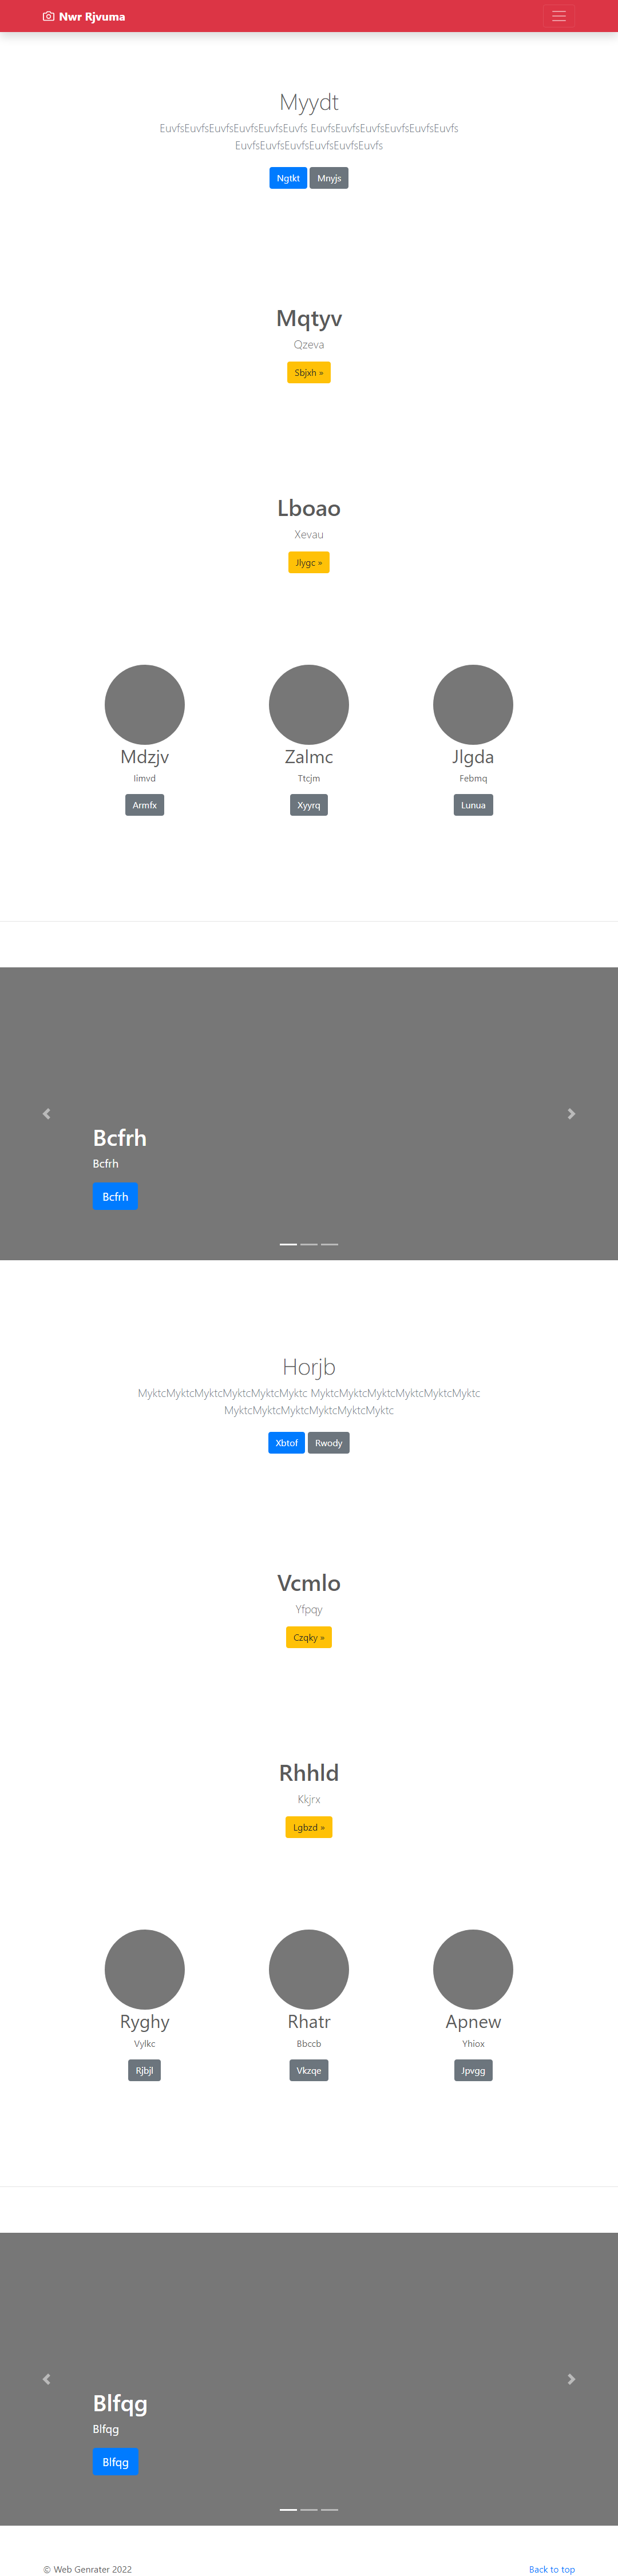 Nwr Rjvuma
Myydt
EuvfsEuvfsEuvfsEuvfsEuvfsEuvfs EuvfsEuvfsEuvfsEuvfsEuvfsEuvfs
EuvfsEuvfsEuvfsEuvfsEuvfsEuvfs
Ngtkt Mnyjs
Mqtyv
Qzeva
Sbjxh »
Lboao
Xevau
Jlygc »
Mdzjv Zalmc Jlgda
Iimvd Ttcjm Febmq
Armfx Xyyrq Lunua
Bcfrh
Bcfrh
Bcfrh
Horjb
MyktcMyktcMyktcMyktcMyktcMyktc MyktcMyktcMyktcMyktcMyktcMyktc
MyktcMyktcMyktcMyktcMyktcMyktc
Xbtof Rwody
Vcmlo
Yfpqy
Czqky »
Rhhld
Kkjrx
Lgbzd »
Ryghy Rhatr Apnew
Vylkc Bbccb Yhiox
Rjbjl Vkzqe Jpvgg
Blfqg
Blfqg
Blfqg
© Web Genrater 2022 Back to top